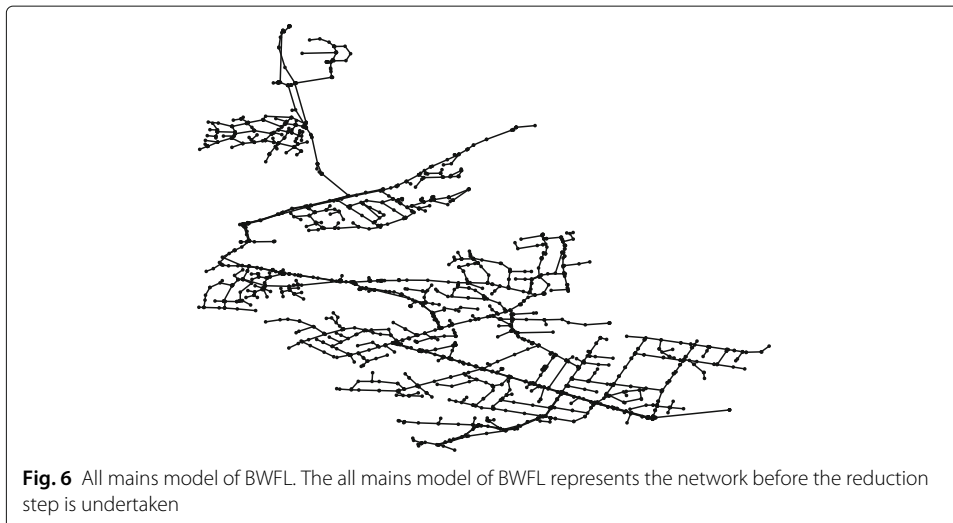 Fig. 6 All mains model of BWFL. The all mains model of BWFL represents the network before the reduction
step is undertaken